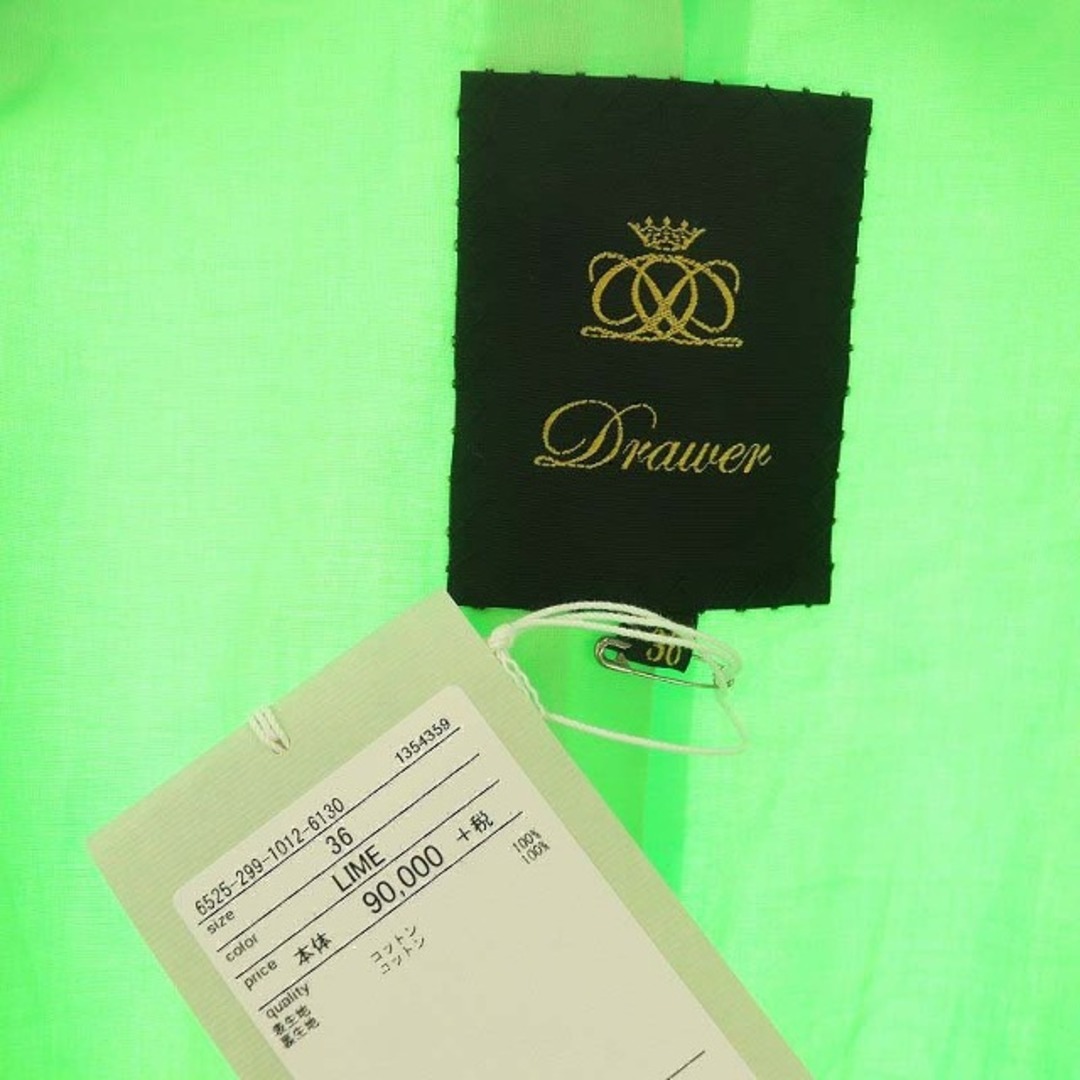 Drawer
36
6525-299-1012-6130 1354359
size 36
color LIME
price 本体 90,000 +税
quality
表生地 コットン 100%
裏生地 コットン 100%